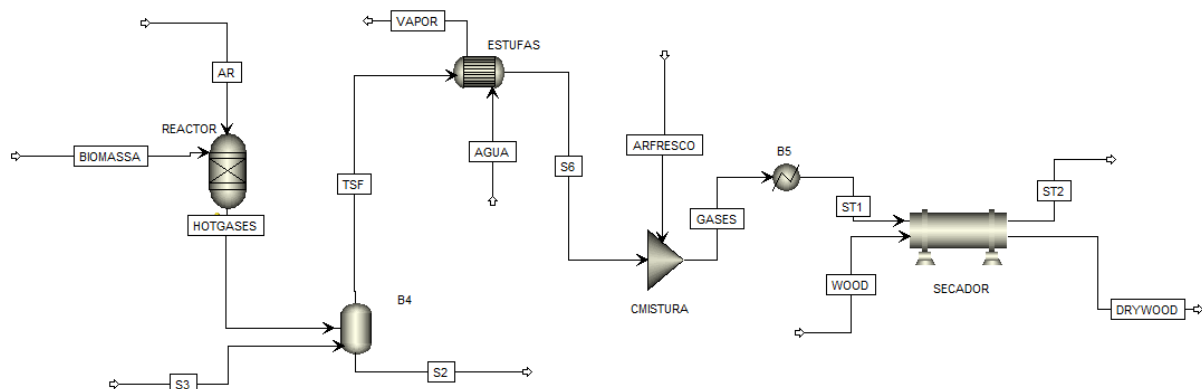 VAPOR
ESTUFAS
AR
REACTOR
BIOMASSA
AGUA
ARFRESCO
B5
S6
TSF
ST2
ST1
GASES
HOTGASES
WOOD
SECADOR
B4
CMISTURA
DRYWOOD
S3
S2